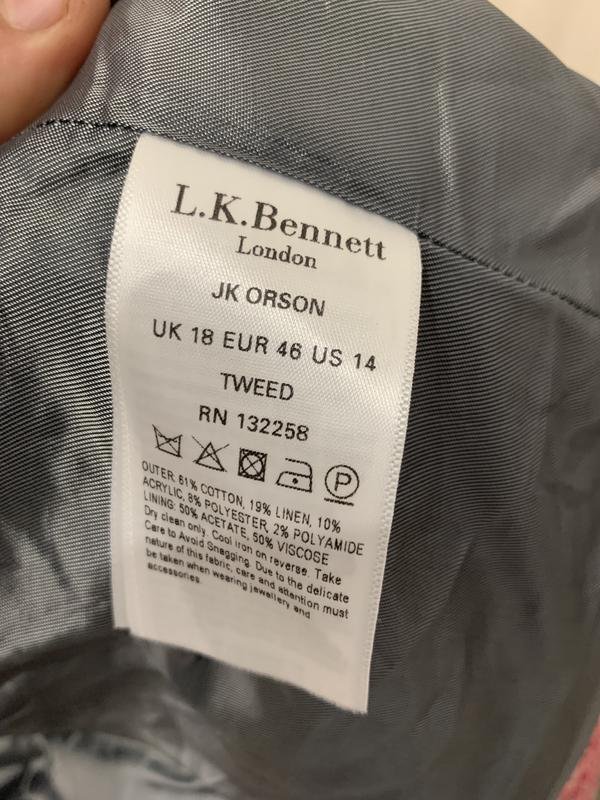 L.K.Bennett
London
JK ORSON
UK 18 EUR 46 US 14
TWEED
RN 132258
P
OUTER: 61% COTTON, 19% LINEN, 10%
ACRYLIC, 8% POLYESTER, 2% POLYAMIDE
LINING: 50% ACETATE, 50% VISCOSE
Dry clean only. Cool iron on reverse. Take
Care to Avoid Snagging. Due to the delicate
nature of this fabric, care and attention must
be taken when wearing jewellery and
accessories.